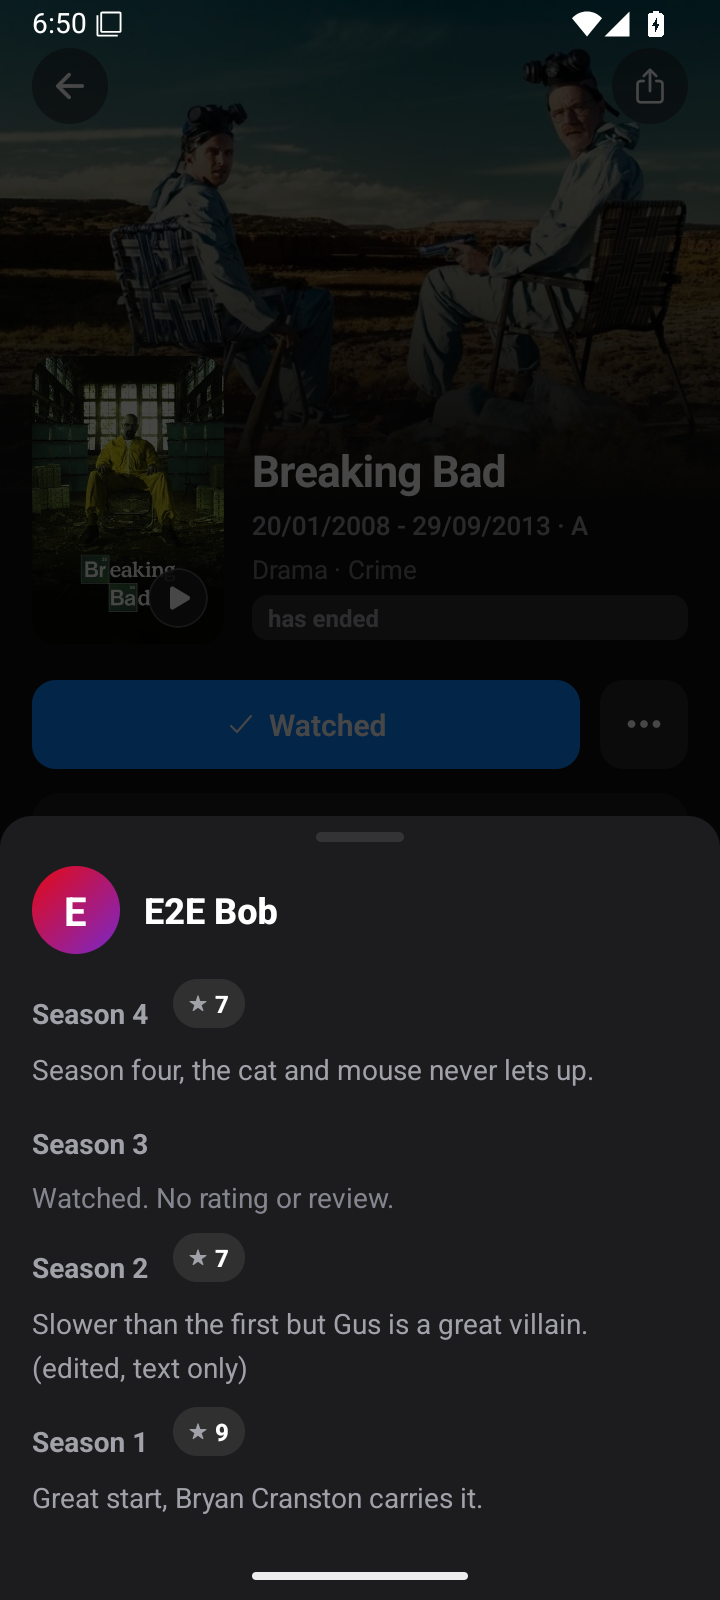 6:50
Breaking
Bad
Breaking Bad
20/01/2008 - 29/09/2013 · A
Drama · Crime
has ended
Watched
E
E2E Bob
Season 4 ★ 7
Season four, the cat and mouse never lets up.
Season 3
Watched. No rating or review.
Season 2 ★ 7
Slower than the first but Gus is a great villain.
(edited, text only)
Season 1 ★ 9
Great start, Bryan Cranston carries it.